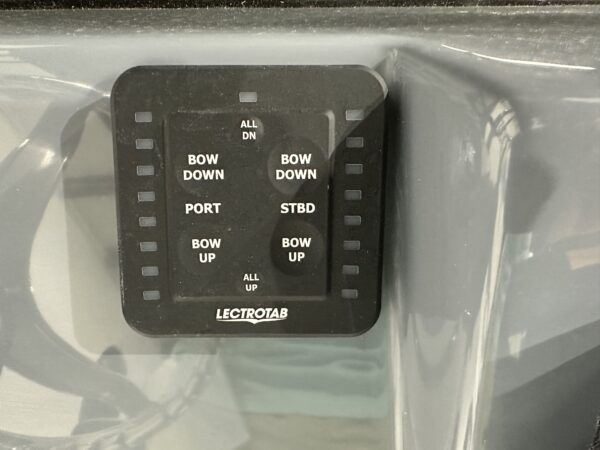 ALL
DN
BOW BOW
DOWN DOWN
PORT STBD
BOW BOW
UP UP
ALL
UP
LECTROTAB